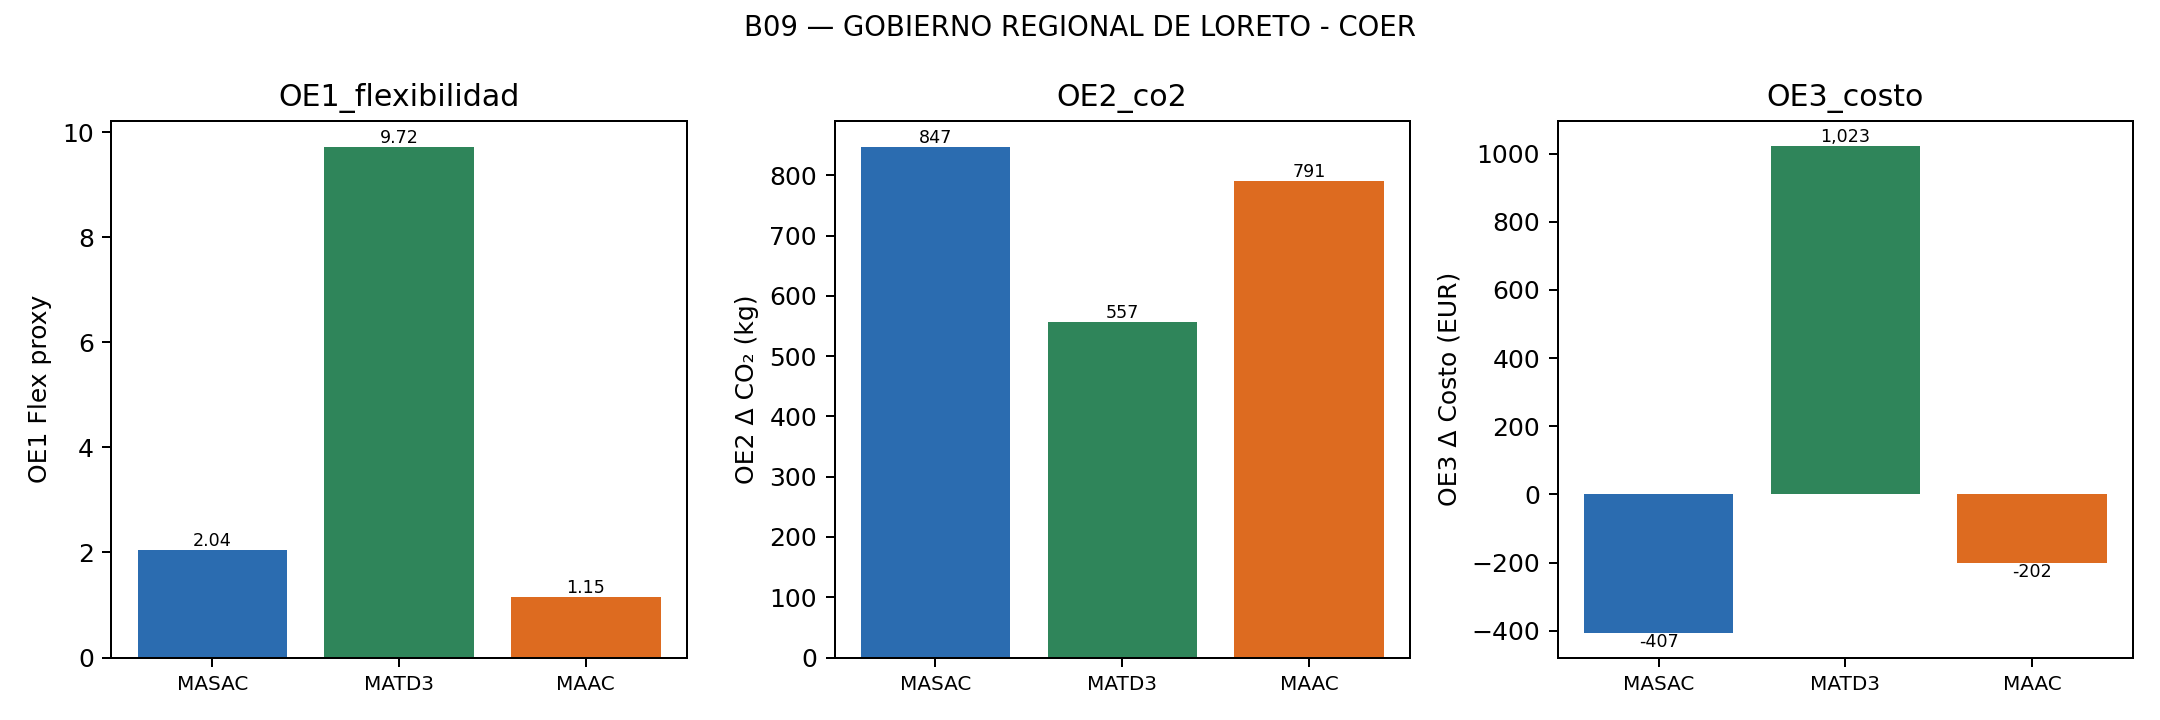 B09 — GOBIERNO REGIONAL DE LORETO - COER
OE1_flexibilidad
OE1 Flex proxy
10
8
6
4
2
0
2.04
9.72
1.15
MASAC
MATD3
MAAC
OE2_co2
OE2 Δ CO₂ (kg)
800
700
600
500
400
300
200
100
0
847
557
791
MASAC
MATD3
MAAC
OE3_costo
OE3 Δ Costo (EUR)
1000
800
600
400
200
0
−200
−400
-407
1,023
-202
MASAC
MATD3
MAAC